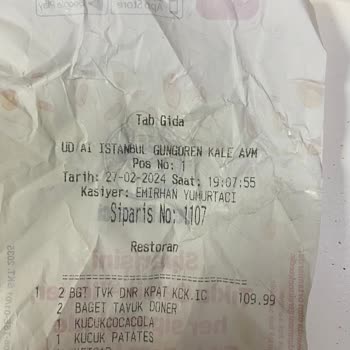 Tab Gida
UD AI ISTANBUL GUNGOREN KALE AVM
Pos No: 1
Tarih: 27-02-2024 Saat: 19:07:55
Kasiyer: EMIRHAN YUMURTACI
Siparis No: 1107
Restoran
1 2 BGT TVK DNR KPAT KCK.IC 109.99
2 BAGET TAVUK DONER
1 KUCUKCOCACOLA
1 KUCUK PATATES